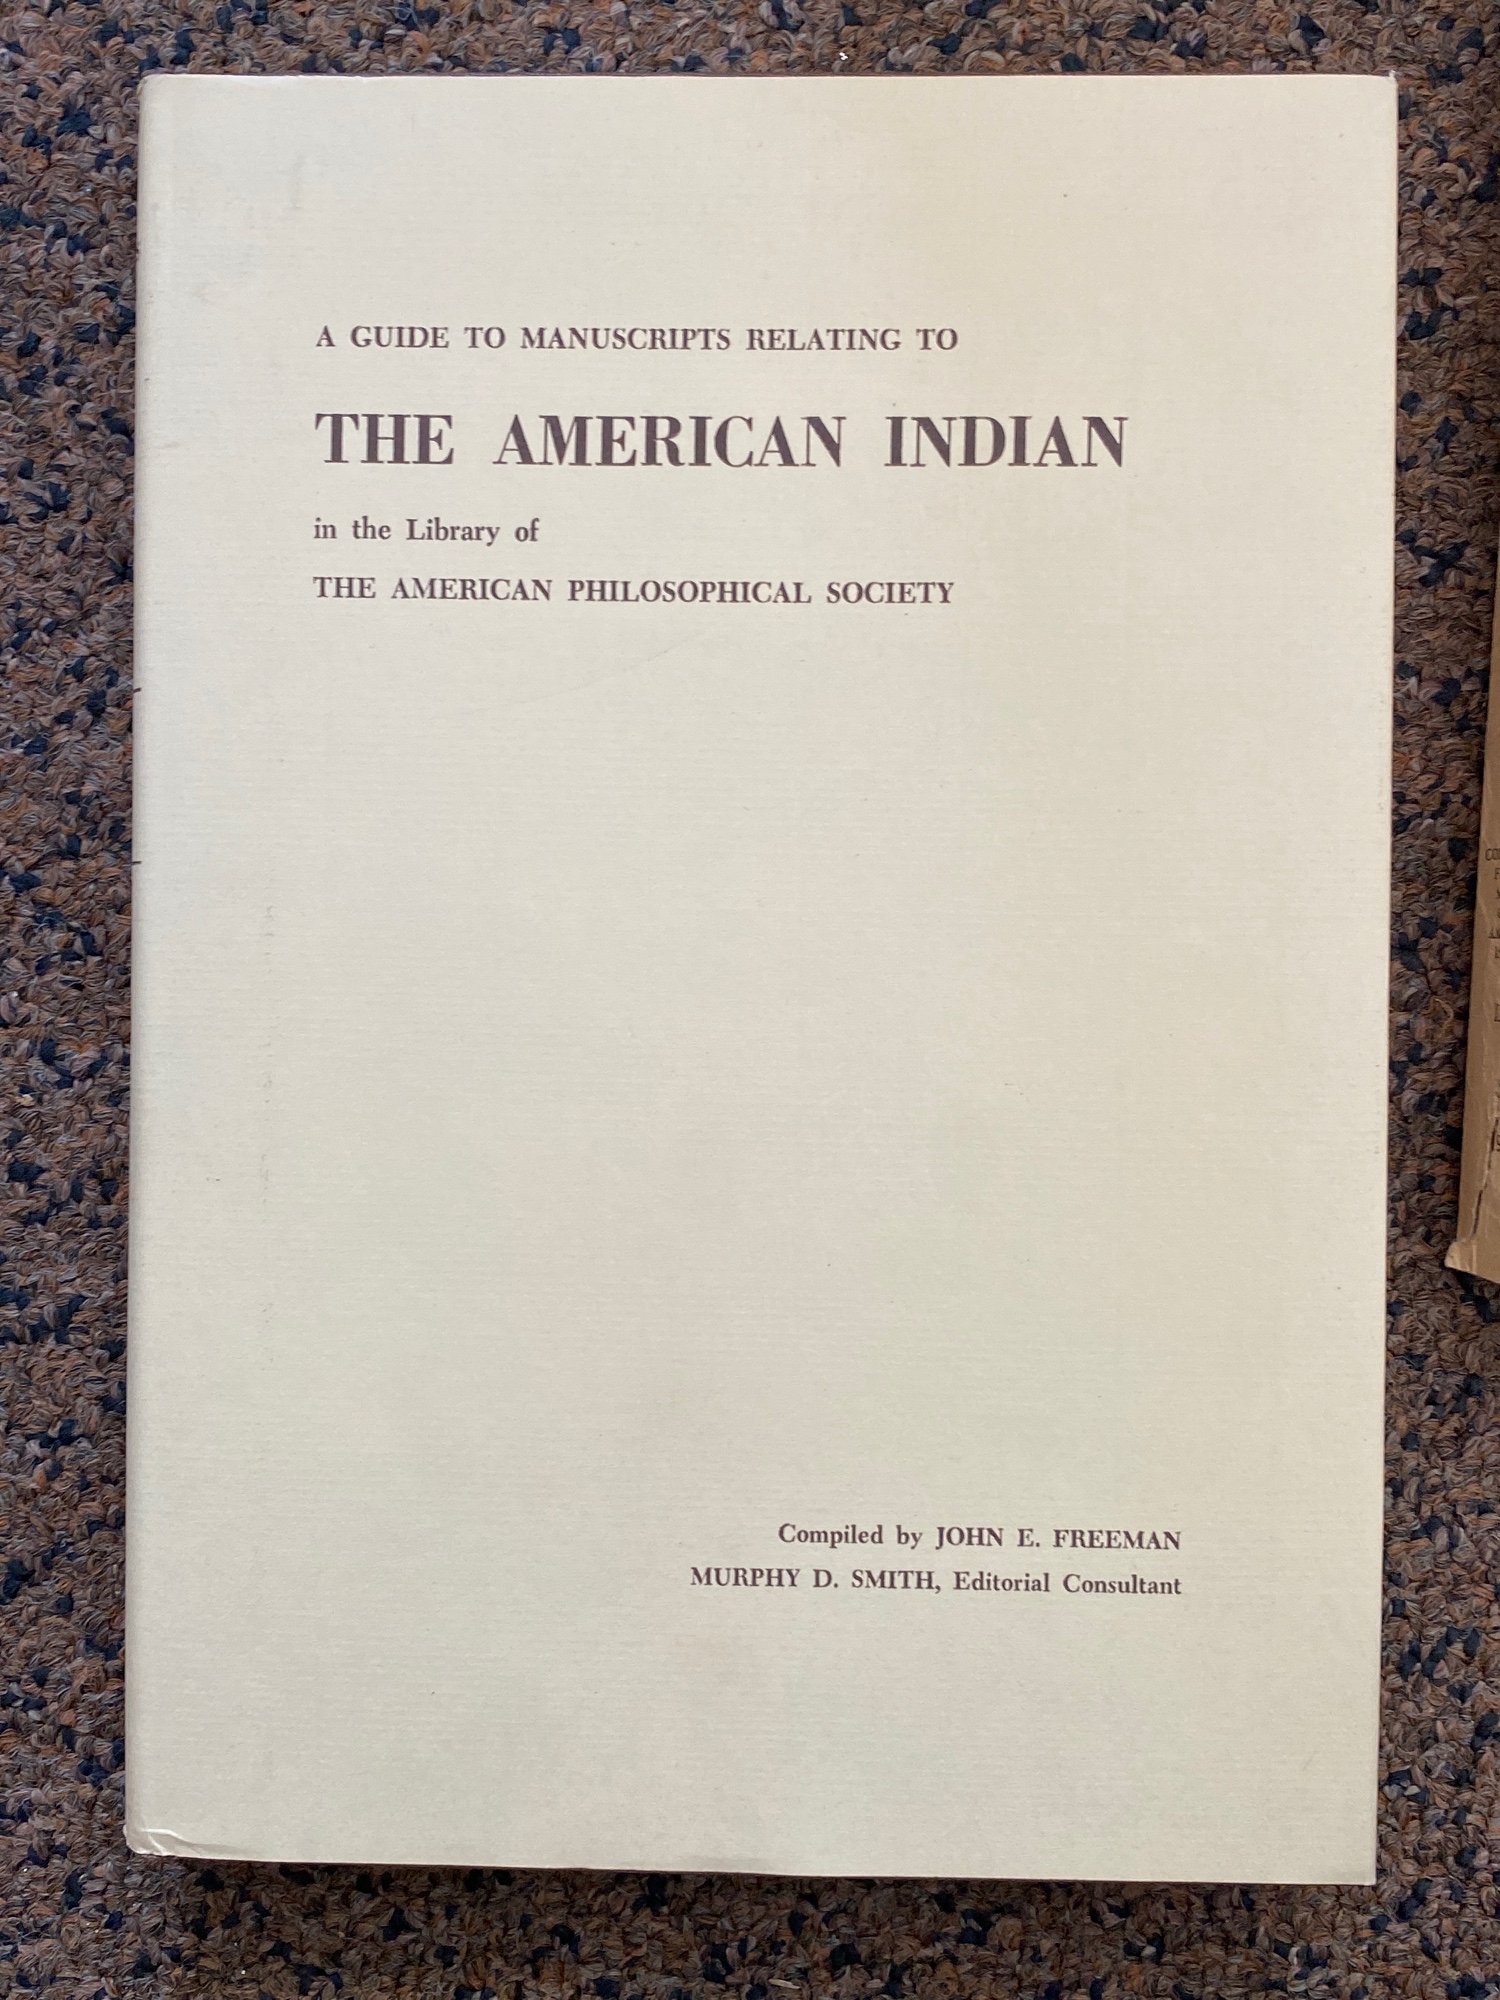 A GUIDE TO MANUSCRIPTS RELATING TO
THE AMERICAN INDIAN
in the Library of
THE AMERICAN PHILOSOPHICAL SOCIETY
Compiled by JOHN E. FREEMAN
MURPHY D. SMITH, Editorial Consultant